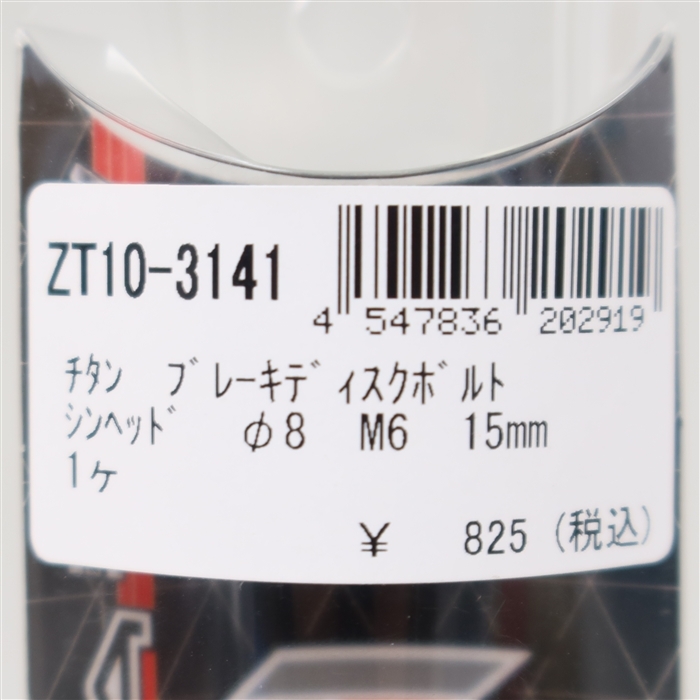 ZT10-3141
4 547836 202919
ﾁﾀﾝ ﾌﾞﾚｰｷﾃﾞｨｽｸﾎﾞﾙﾄ
ｼﾝﾍｯﾄﾞ φ8 M6 15mm
1ヶ
¥ 825 (税込)